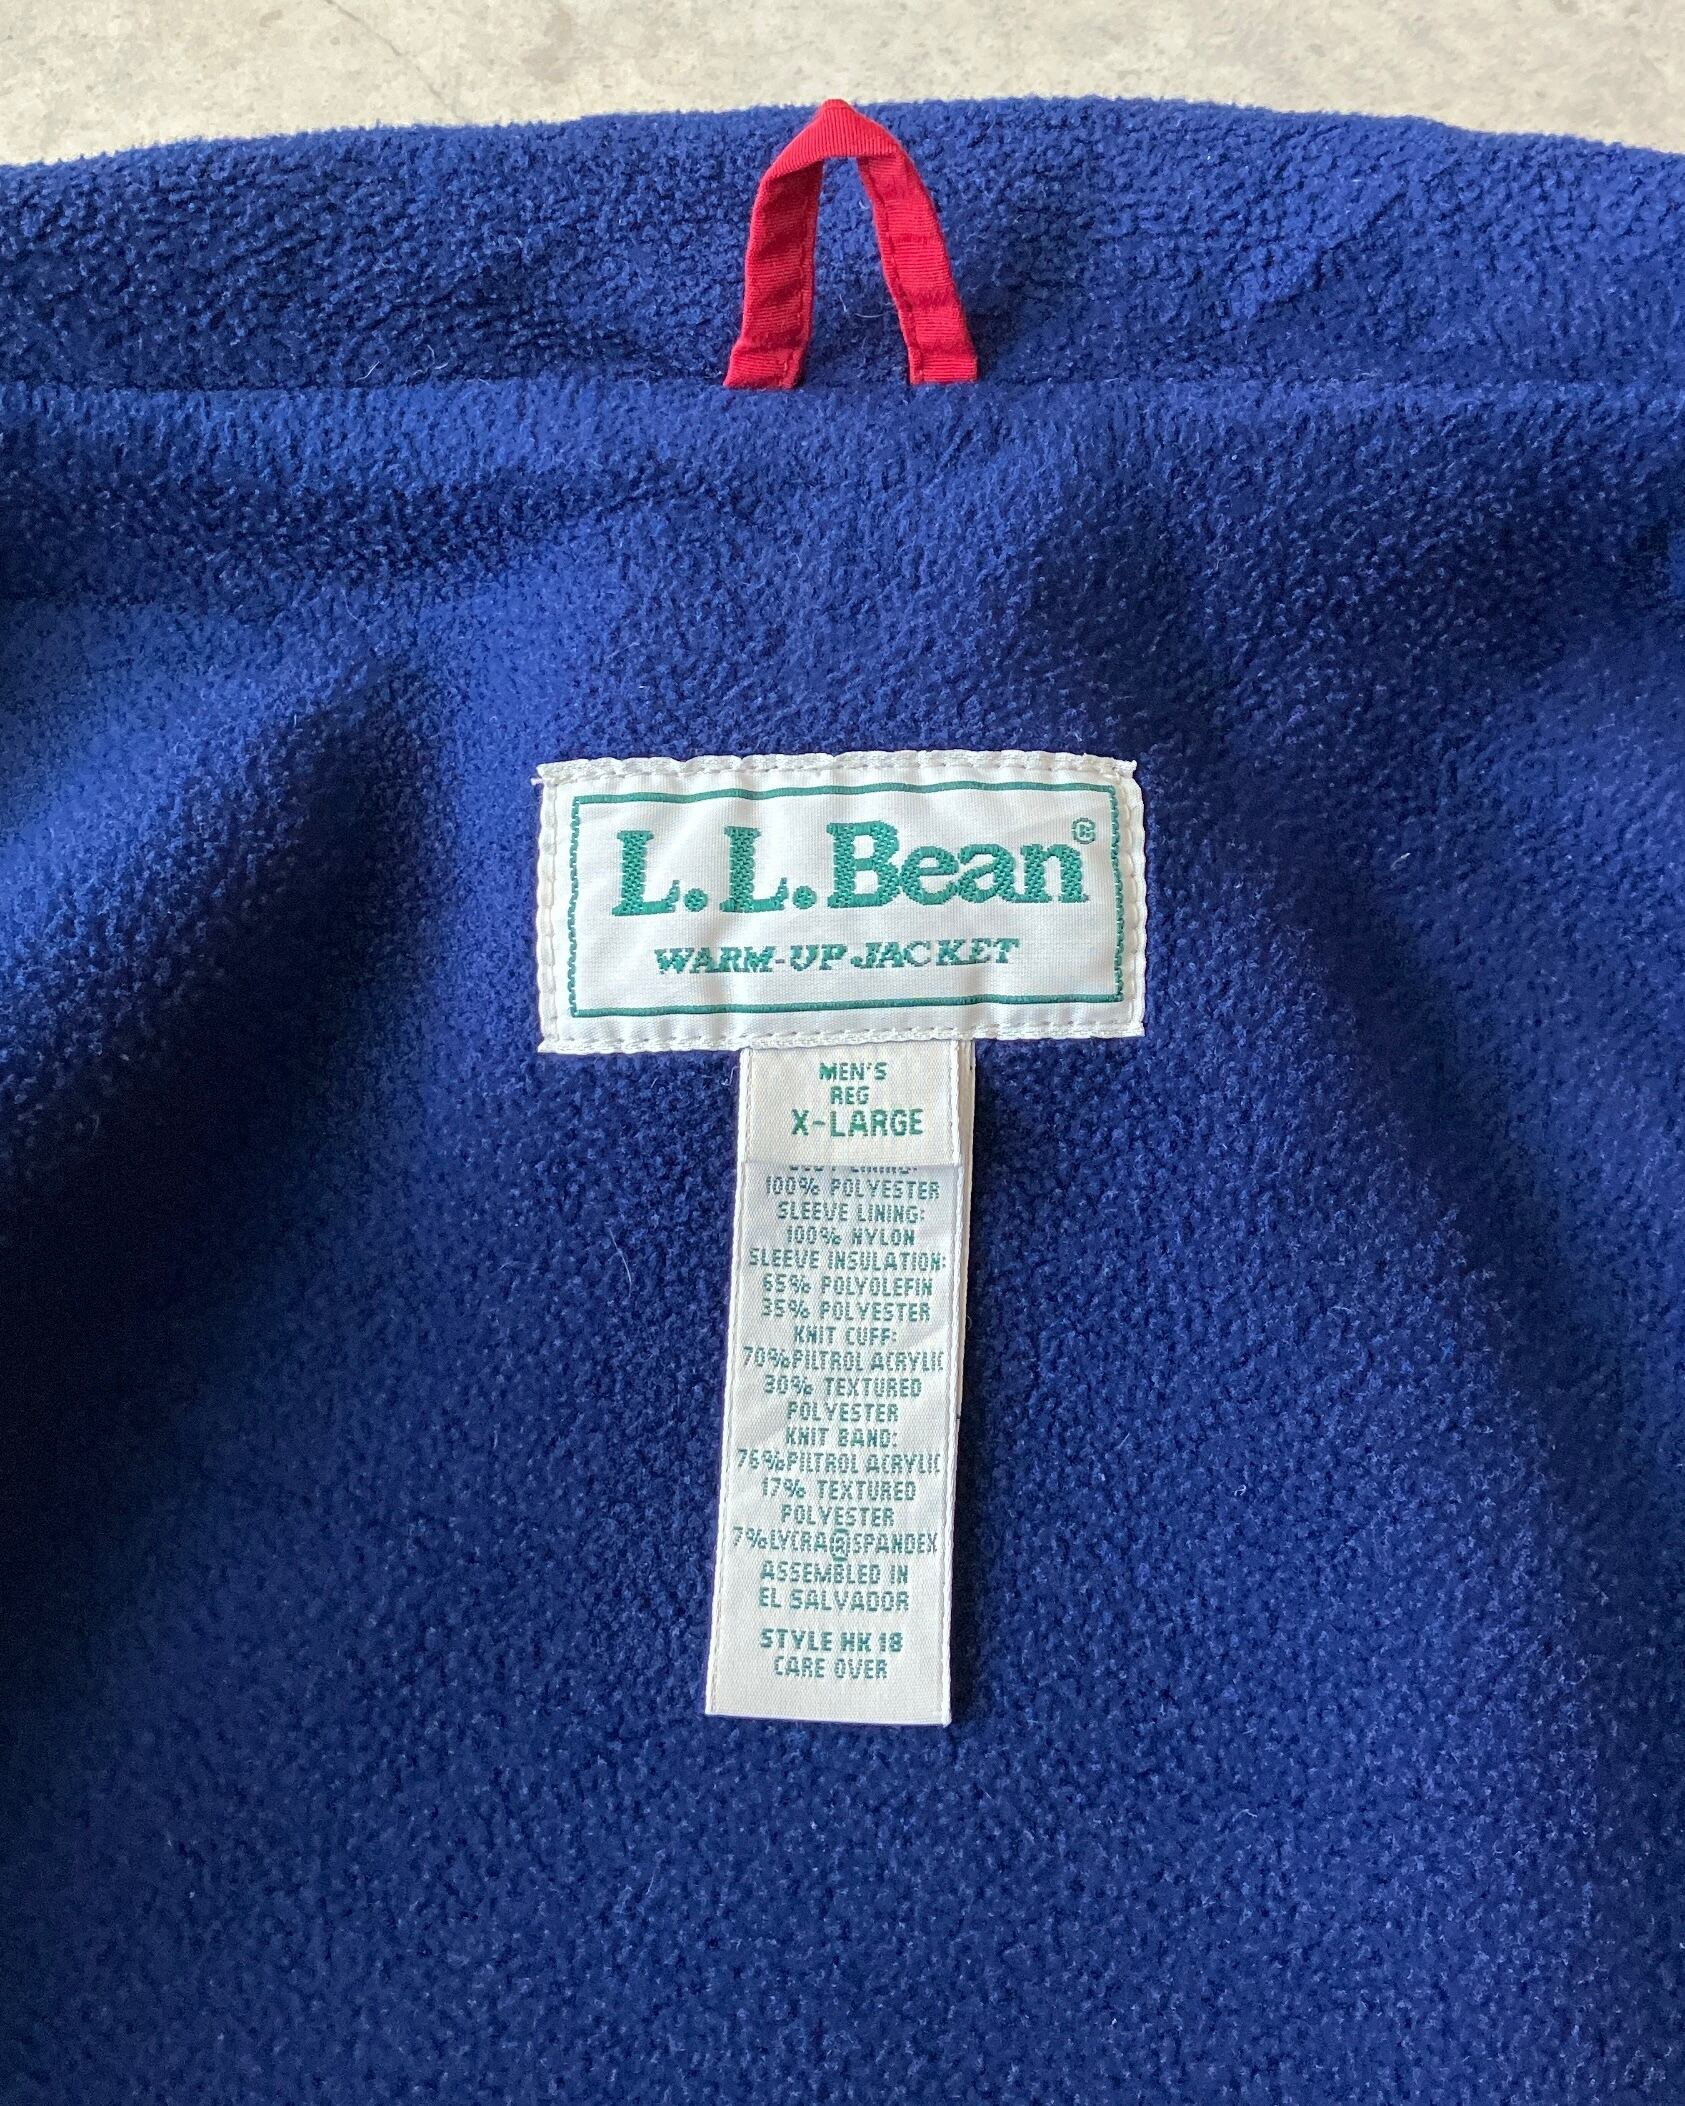 L.L.Bean®
WARM-UP JACKET
MEN'S
REG
X-LARGE
100% POLYESTER
SLEEVE LINING:
100% NYLON
SLEEVE INSULATION:
65% POLYOLEFIN
35% POLYESTER
KNIT CUFF:
70%PILTROL ACRYLIC
30% TEXTURED
POLYESTER
KNIT BAND:
76%PILTROL ACRYLIC
17% TEXTURED
POLYESTER
7%LYCRA®SPANDEX
ASSEMBLED IN
EL SALVADOR
STYLE HK18
CARE OVER